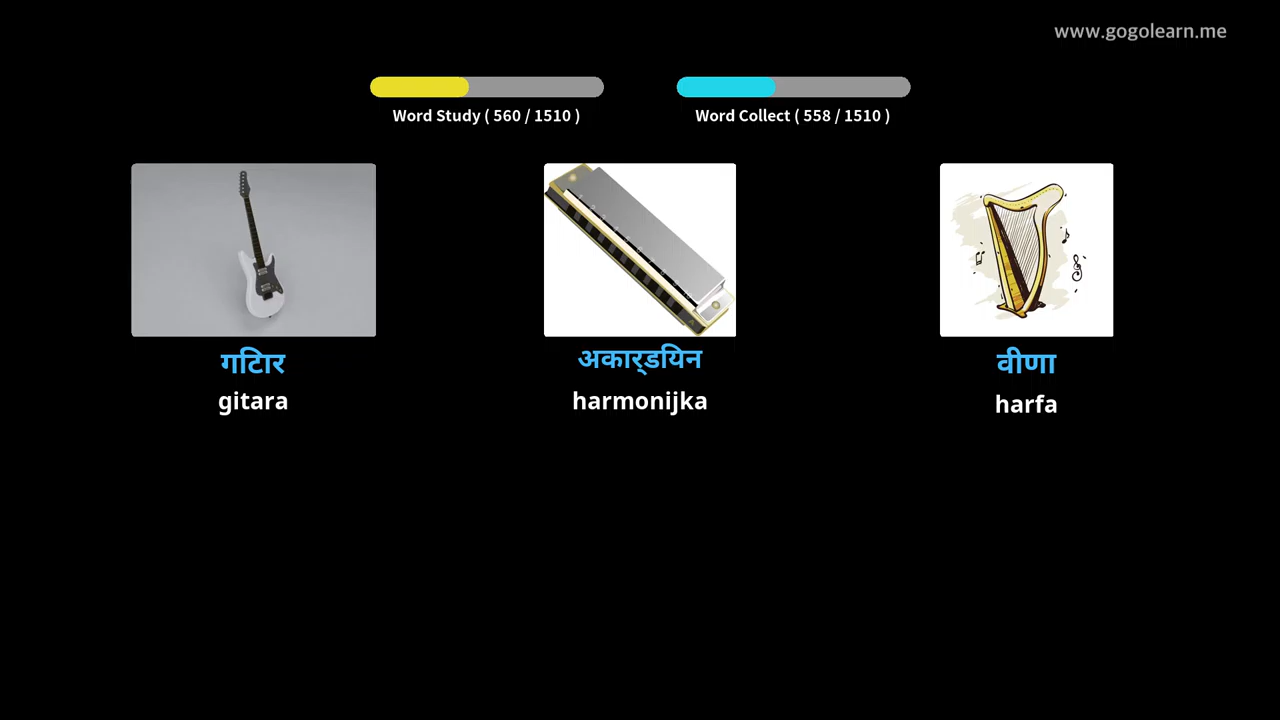 www.gogolearn.me
Word Study ( 560 / 1510 )
Word Collect ( 558 / 1510 )
गिटार
अकार्डियन
वीणा
gitara
harmonijka
harfa